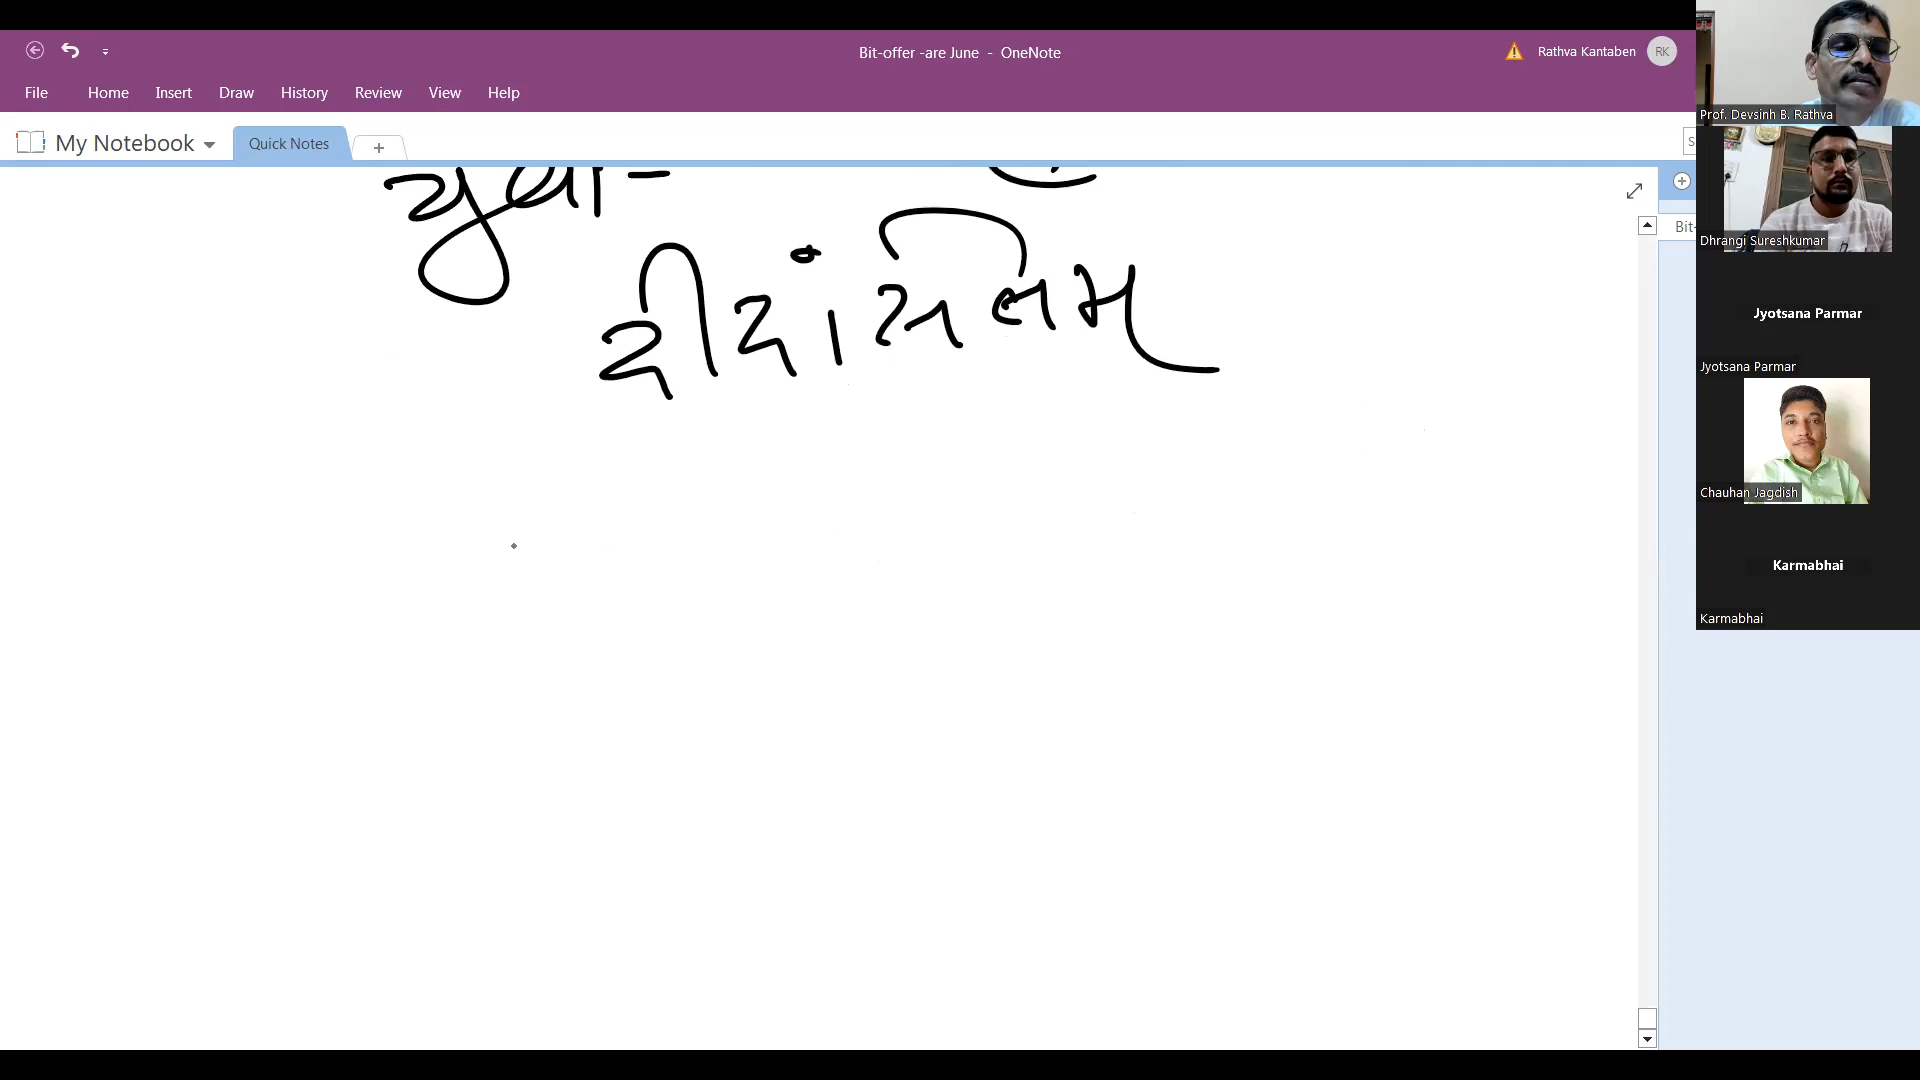 Bit-offer -are June - OneNote
Rathva Kantaben
RK
File Home Insert Draw History Review View Help
My Notebook
Quick Notes
Bit-
Prof. Devsinh B. Rathva
Dhrangi Sureshkumar
Jyotsana Parmar
Jyotsana Parmar
Chauhan Jagdish
Karmabhai
Karmabhai